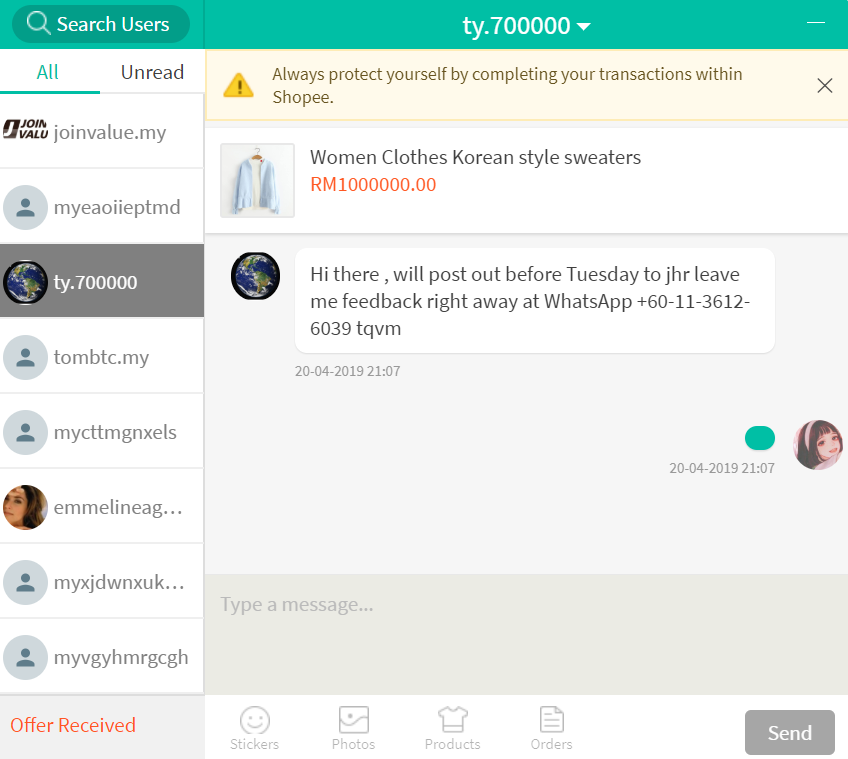 Search Users
ty.700000
All
Unread
Always protect yourself by completing your transactions within
Shopee.
JOIN
VALU
joinvalue.my
Women Clothes Korean style sweaters
RM1000000.00
myeaoiieptmd
ty.700000
Hi there , will post out before Tuesday to jhr leave
me feedback right away at WhatsApp +60-11-3612-
6039 tqvm
20-04-2019 21:07
tombtc.my
mycttmgnxels
20-04-2019 21:07
emmelineag...
myxjdwnxuk...
Type a message...
myvgyhmrgcgh
Offer Received
Stickers
Photos
Products
Orders
Send